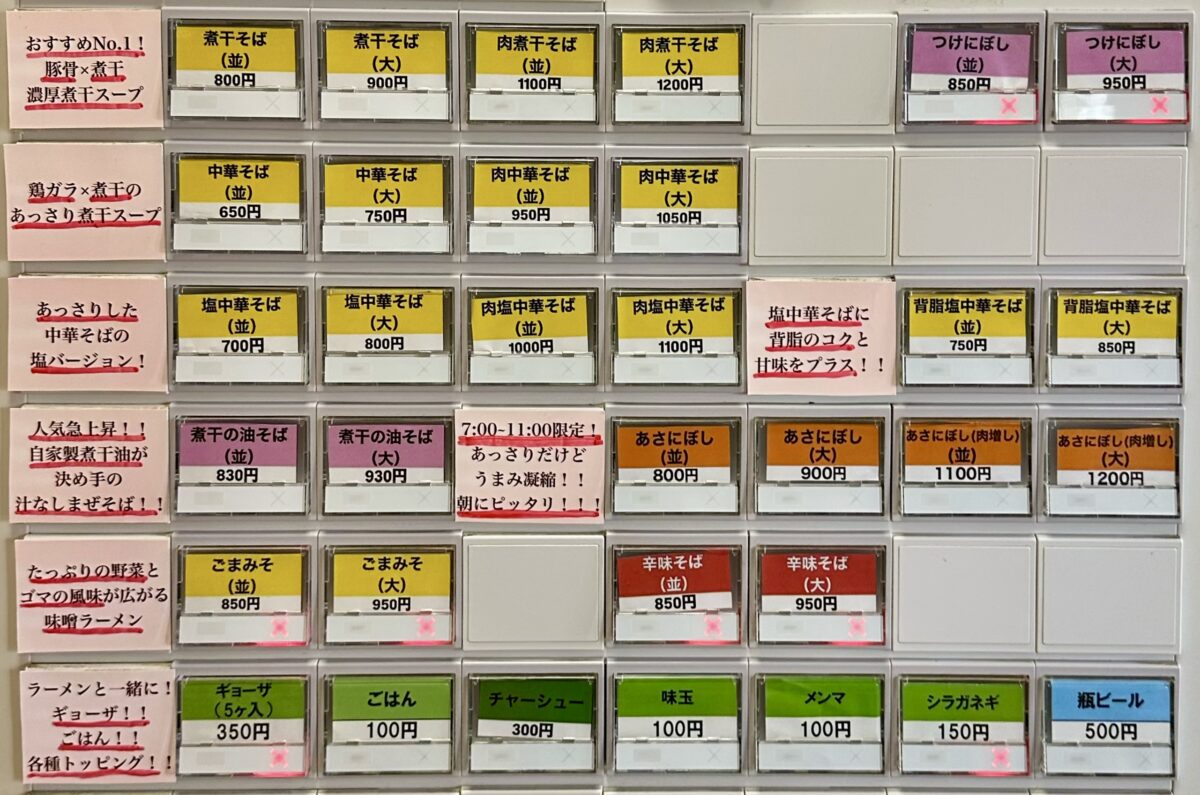 おすすめNo.1！
豚骨×煮干
濃厚煮干スープ
煮干そば
(並)
800円
煮干そば
(大)
900円
肉煮干そば
(並)
1100円
肉煮干そば
(大)
1200円
つけにぼし
(並)
850円
つけにぼし
(大)
950円
鶏ガラ×煮干の
あっさり煮干スープ
中華そば
(並)
650円
中華そば
(大)
750円
肉中華そば
(並)
950円
肉中華そば
(大)
1050円
あっさりした
中華そばの
塩バージョン！
塩中華そば
(並)
700円
塩中華そば
(大)
800円
肉塩中華そば
(並)
1000円
肉塩中華そば
(大)
1100円
塩中華そばに
背脂のコクと
甘味をプラス！！
背脂塩中華そば
(並)
750円
背脂塩中華そば
(大)
850円
人気急上昇！！
自家製煮干油が
決め手の
汁なしまぜそば！！
煮干の油そば
(並)
830円
煮干の油そば
(大)
930円
7:00~11:00限定！
あっさりだけど
うまみ凝縮！！
朝にピッタリ！！！
あさにぼし
(並)
800円
あさにぼし
(大)
900円
あさにぼし(肉増し)
(並)
1100円
あさにぼし(肉増し)
(大)
1200円
たっぷりの野菜と
ゴマの風味が広がる
味噌ラーメン
ごまみそ
(並)
850円
ごまみそ
(大)
950円
辛味そば
(並)
850円
辛味そば
(大)
950円
ラーメンと一緒に！
ギョーザ！！
ごはん！！
各種トッピング！！
ギョーザ
(5ヶ入)
350円
ごはん
100円
チャーシュー
300円
味玉
100円
メンマ
100円
シラガネギ
150円
瓶ビール
500円